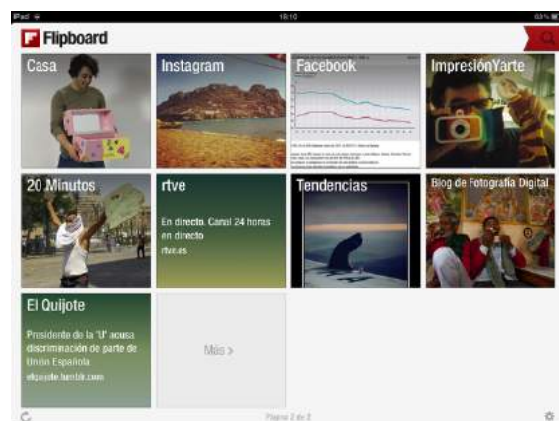 iPad
18:10
63%
Flipboard
Casa
Instagram
Facebook
ImpresiónYarte
20 Minutos
rtve
En directo. Canal 24 horas
en directo
rtve.es
Tendencias
Blog de Fotografía Digital
El Quijote
Presidente de la 'U' acusa
discriminación de parte de
Unión Española
elquijote.tumblr.com
Más >
Página 2 de 2